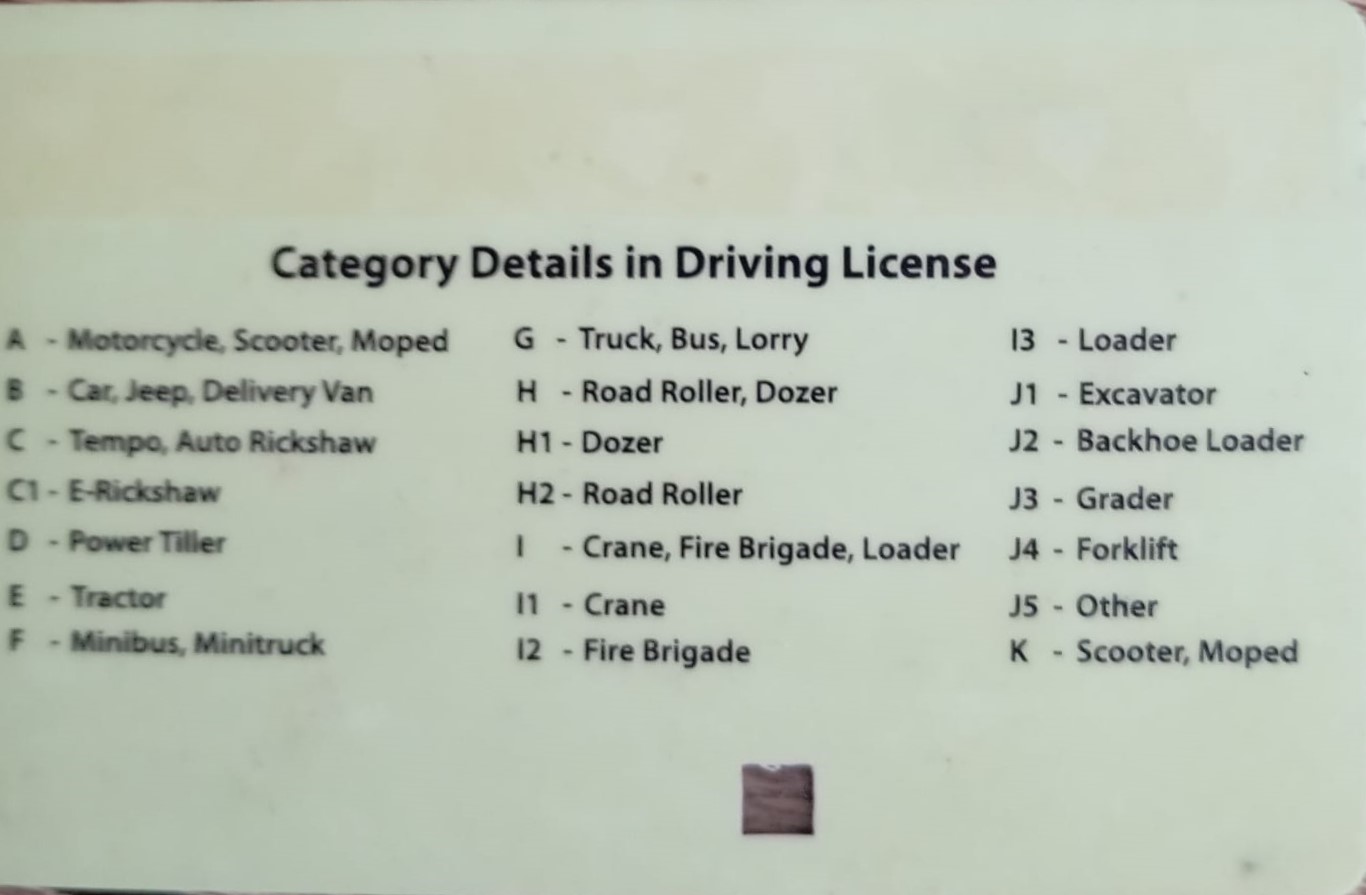 Category Details in Driving License
A - Motorcycle, Scooter, Moped
B - Car, Jeep, Delivery Van
C - Tempo, Auto Rickshaw
C1 - E-Rickshaw
D - Power Tiller
E - Tractor
F - Minibus, Minitruck
G - Truck, Bus, Lorry
H - Road Roller, Dozer
H1 - Dozer
H2 - Road Roller
I - Crane, Fire Brigade, Loader
I1 - Crane
I2 - Fire Brigade
I3 - Loader
J1 - Excavator
J2 - Backhoe Loader
J3 - Grader
J4 - Forklift
J5 - Other
K - Scooter, Moped